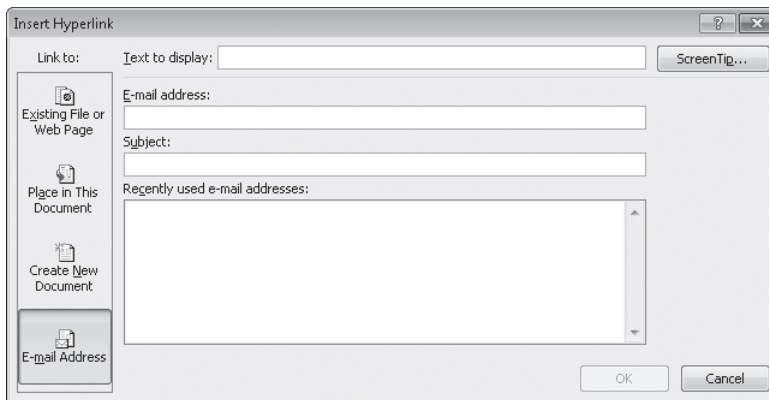 Insert Hyperlink
Link to:
Text to display:
ScreenTip...
Existing File or
Web Page
Place in This
Document
Create New
Document
E-mail Address
E-mail address:
Subject:
Recently used e-mail addresses:
OK
Cancel